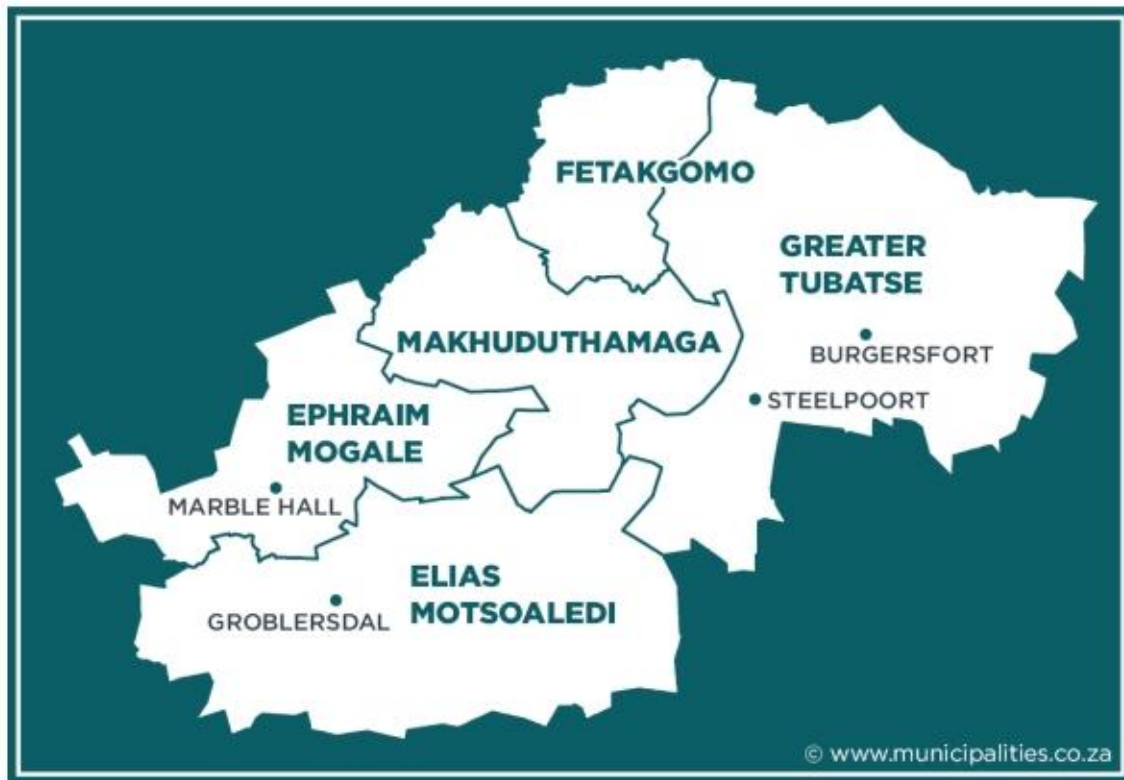 FETAKGOMO
GREATER
TUBATSE
MAKHUDUTHAMAGA
BURGERSFORT
STEELPOORT
EPHRAIM
MOGALE
MARBLE HALL
ELIAS
MOTSOALEDI
GROBLERSDAL
© www.municipalities.co.za